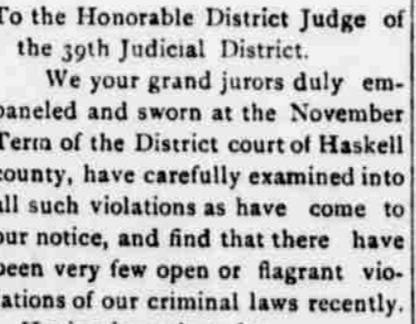 To the Honorable District Judge of
the 39th Judicial District.
We your grand jurors duly em-
paneled and sworn at the November
Term of the District court of Haskell
county, have carefully examined into
all such violations as have come to
our notice, and find that there have
been very few open or flagrant vio-
lations of our criminal laws recently.